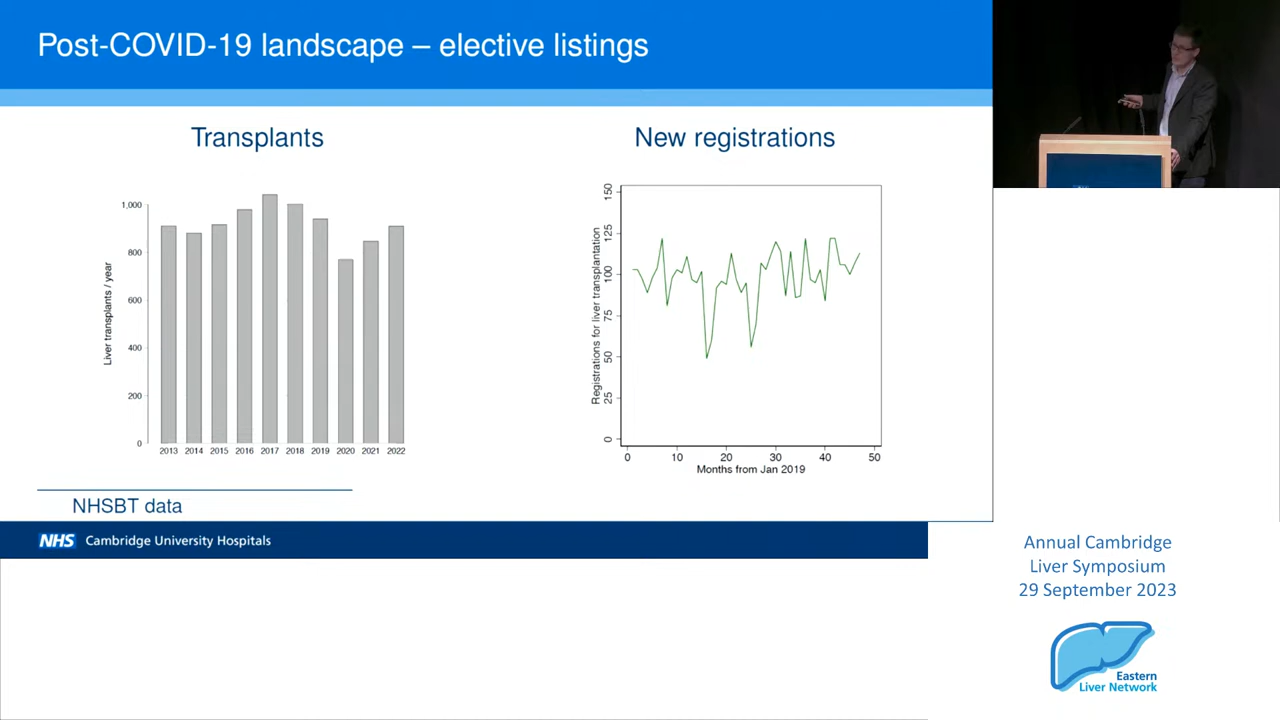 Post-COVID-19 landscape – elective listings
Transplants
Liver transplants / year
1,000
800
600
400
200
0
2013 2014 2015 2016 2017 2018 2019 2020 2021 2022
New registrations
Registrations for liver transplantation
150
125
100
75
50
25
0
0 10 20 30 40 50
Months from Jan 2019
NHSBT data
NHS Cambridge University Hospitals
Annual Cambridge
Liver Symposium
29 September 2023
Eastern
Liver Network